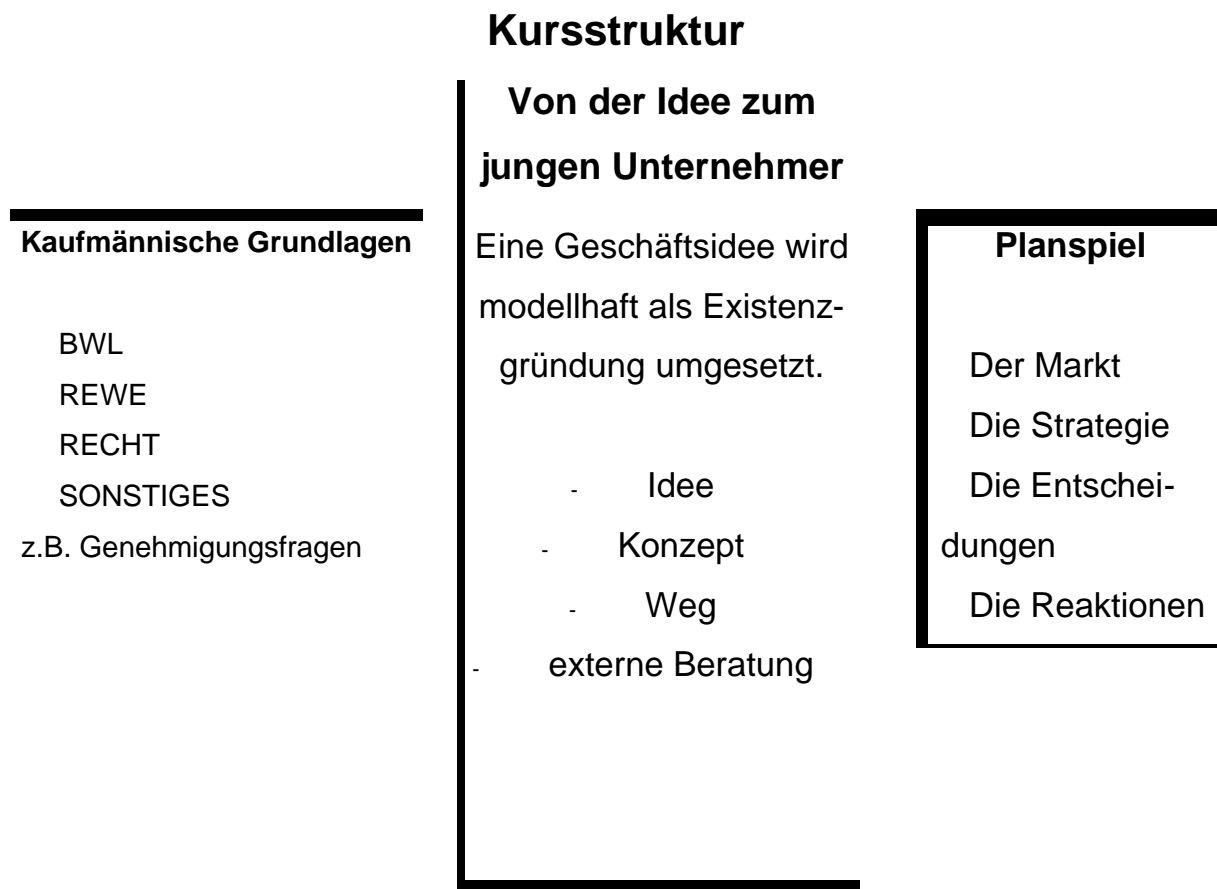 Kursstruktur
Kaufmännische Grundlagen
BWL
REWE
RECHT
SONSTIGES
z.B. Genehmigungsfragen
Von der Idee zum
jungen Unternehmer
Eine Geschäftsidee wird
modellhaft als Existenz-
gründung umgesetzt.
- Idee
- Konzept
- Weg
- externe Beratung
Planspiel
Der Markt
Die Strategie
Die Entschei-
dungen
Die Reaktionen